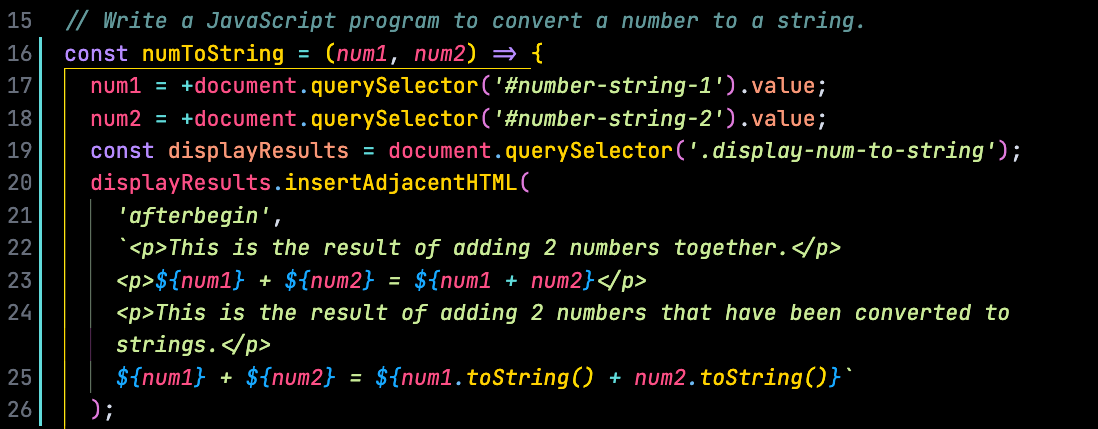 15 // Write a JavaScript program to convert a number to a string.
16 const numToString = (num1, num2) => {
17 num1 = +document.querySelector('#number-string-1').value;
18 num2 = +document.querySelector('#number-string-2').value;
19 const displayResults = document.querySelector('.display-num-to-string');
20 displayResults.insertAdjacentHTML(
21 'afterbegin',
22 `<p>This is the result of adding 2 numbers together.</p>
23 <p>${num1} + ${num2} = ${num1 + num2}</p>
24 <p>This is the result of adding 2 numbers that have been converted to
strings.</p>
25 ${num1} + ${num2} = ${num1.toString() + num2.toString()}`
26 );